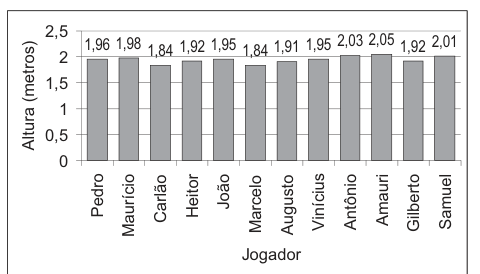 Altura (metros)
2,5
2
1,5
1
0,5
0
1,96 1,98 1,84 1,92 1,95 1,84 1,91 1,95 2,03 2,05 1,92 2,01
Pedro
Maurício
Carlão
Heitor
João
Marcelo
Augusto
Vinícius
Antônio
Amauri
Gilberto
Samuel
Jogador